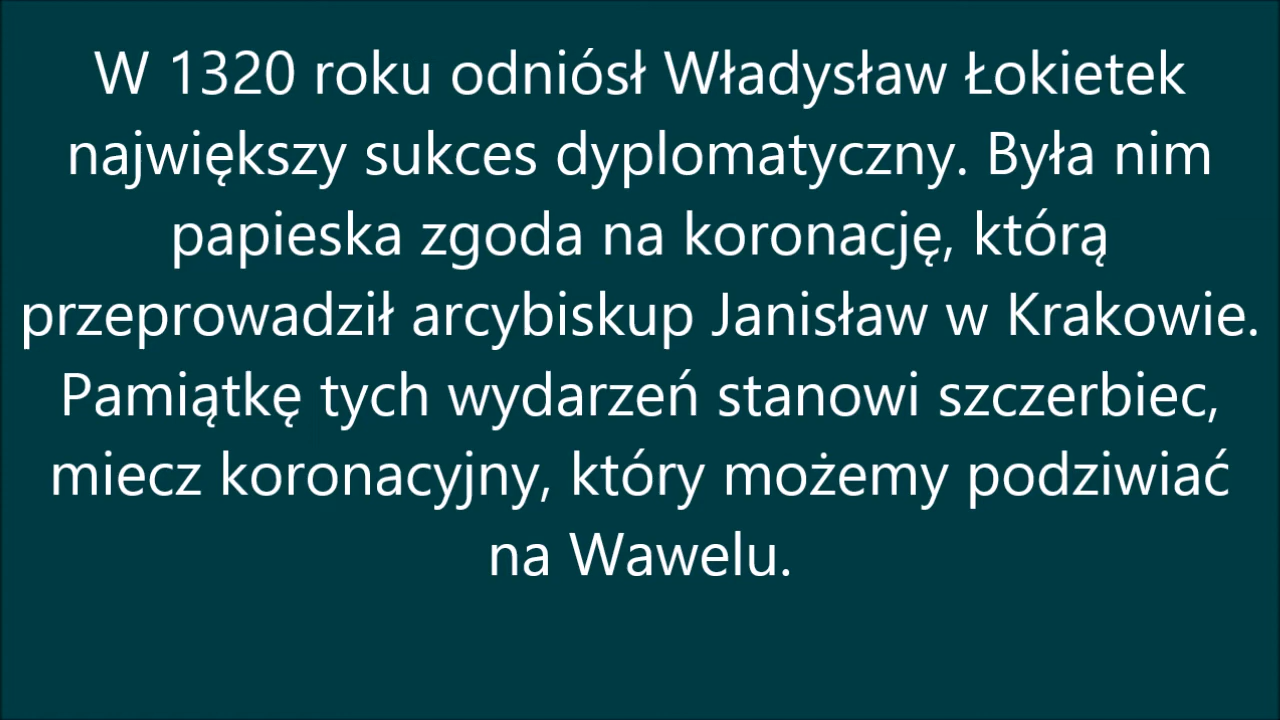 W 1320 roku odniósł Władysław Łokietek
największy sukces dyplomatyczny. Była nim
papieska zgoda na koronację, którą
przeprowadził arcybiskup Janisław w Krakowie.
Pamiątkę tych wydarzeń stanowi szczerbiec,
miecz koronacyjny, który możemy podziwiać
na Wawelu.